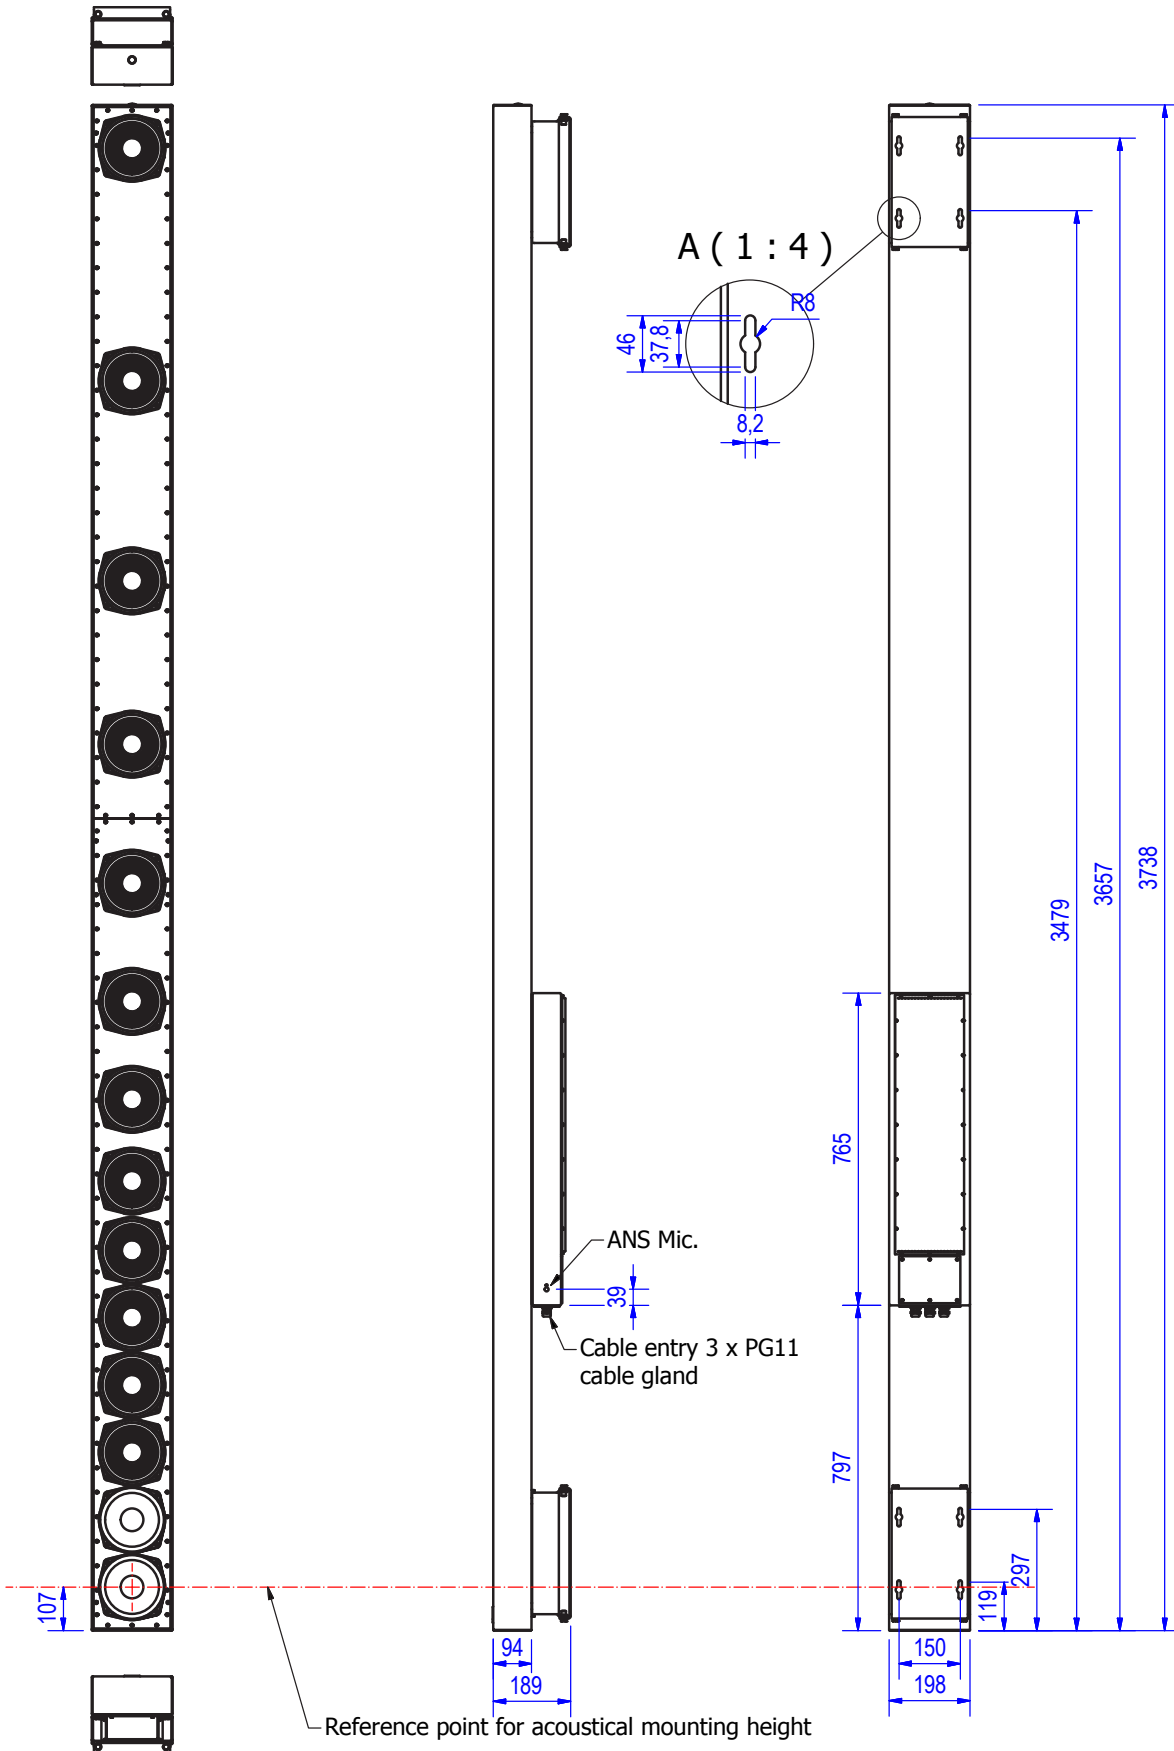 A ( 1 : 4 )
R8
46
37,8
8,2
3738
3657
3479
765
ANS Mic.
39
Cable entry 3 x PG11
cable gland
797
297
119
107
94
189
150
198
Reference point for acoustical mounting height